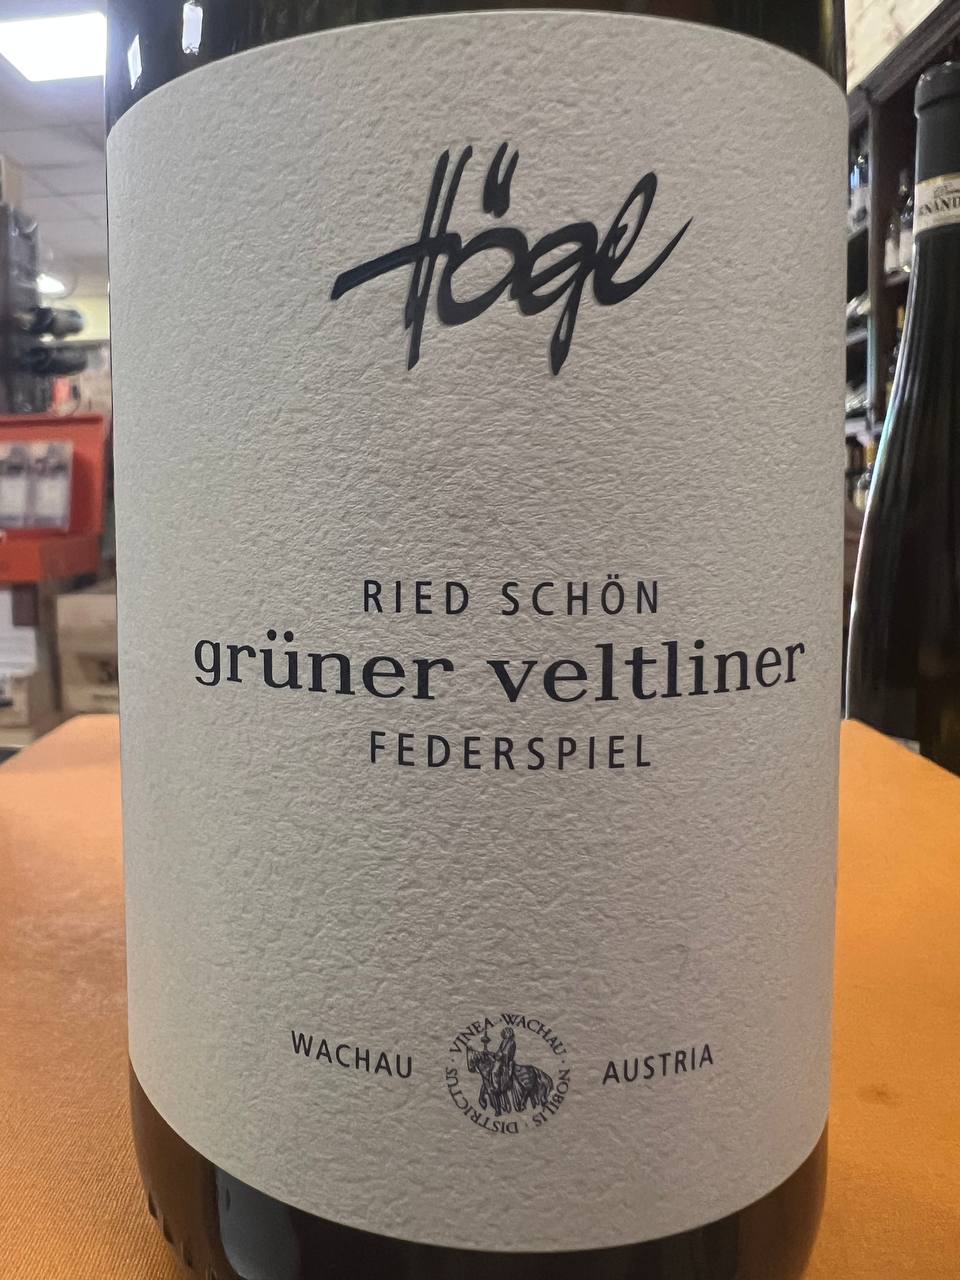 Högl
RIED SCHÖN
grüner veltliner
FEDERSPIEL
WACHAU
VINEA · WACHAU · NOBILIS · DISTRICTUS ·
AUSTRIA